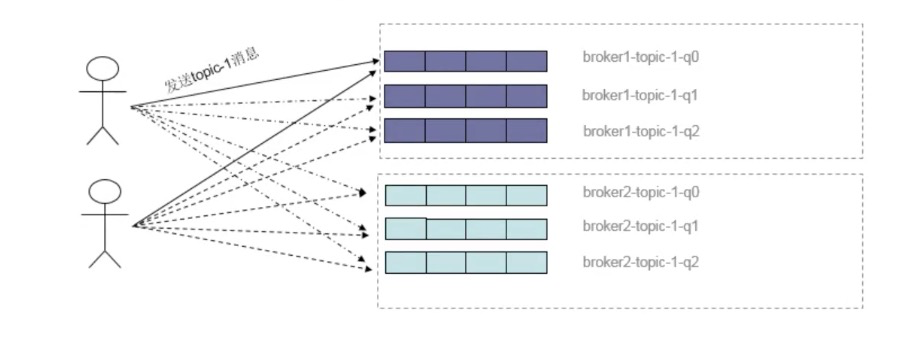 发送topic-1消息
broker1-topic-1-q0
broker1-topic-1-q1
broker1-topic-1-q2
broker2-topic-1-q0
broker2-topic-1-q1
broker2-topic-1-q2